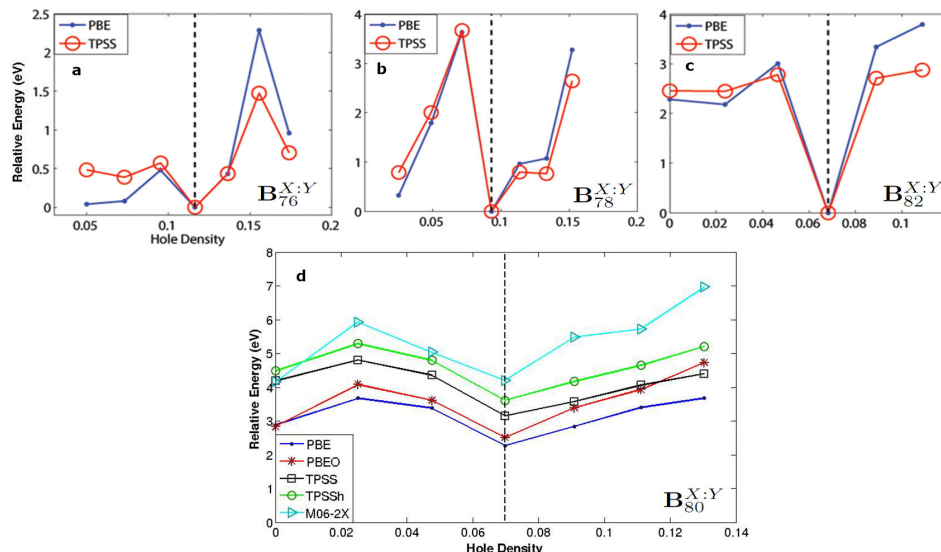 PBE
TPSS
a
Relative Energy (eV)
2.5
2
1.5
1
0.5
0
0.05
0.1
0.15
0.2
Hole Density
B_76^{X:Y}
PBE
TPSS
b
4
3
2
1
0
0.05
0.1
0.15
0.2
B_78^{X:Y}
PBE
TPSS
c
4
3
2
1
0
0
0.02
0.04
0.06
0.08
0.1
B_82^{X:Y}
d
Relative Energy (eV)
8
7
6
5
4
3
2
1
0
PBE
PBEO
TPSS
TPSSh
M06-2X
B_80^{X:Y}
0
0.02
0.04
0.06
0.08
0.1
0.12
0.14
Hole Density